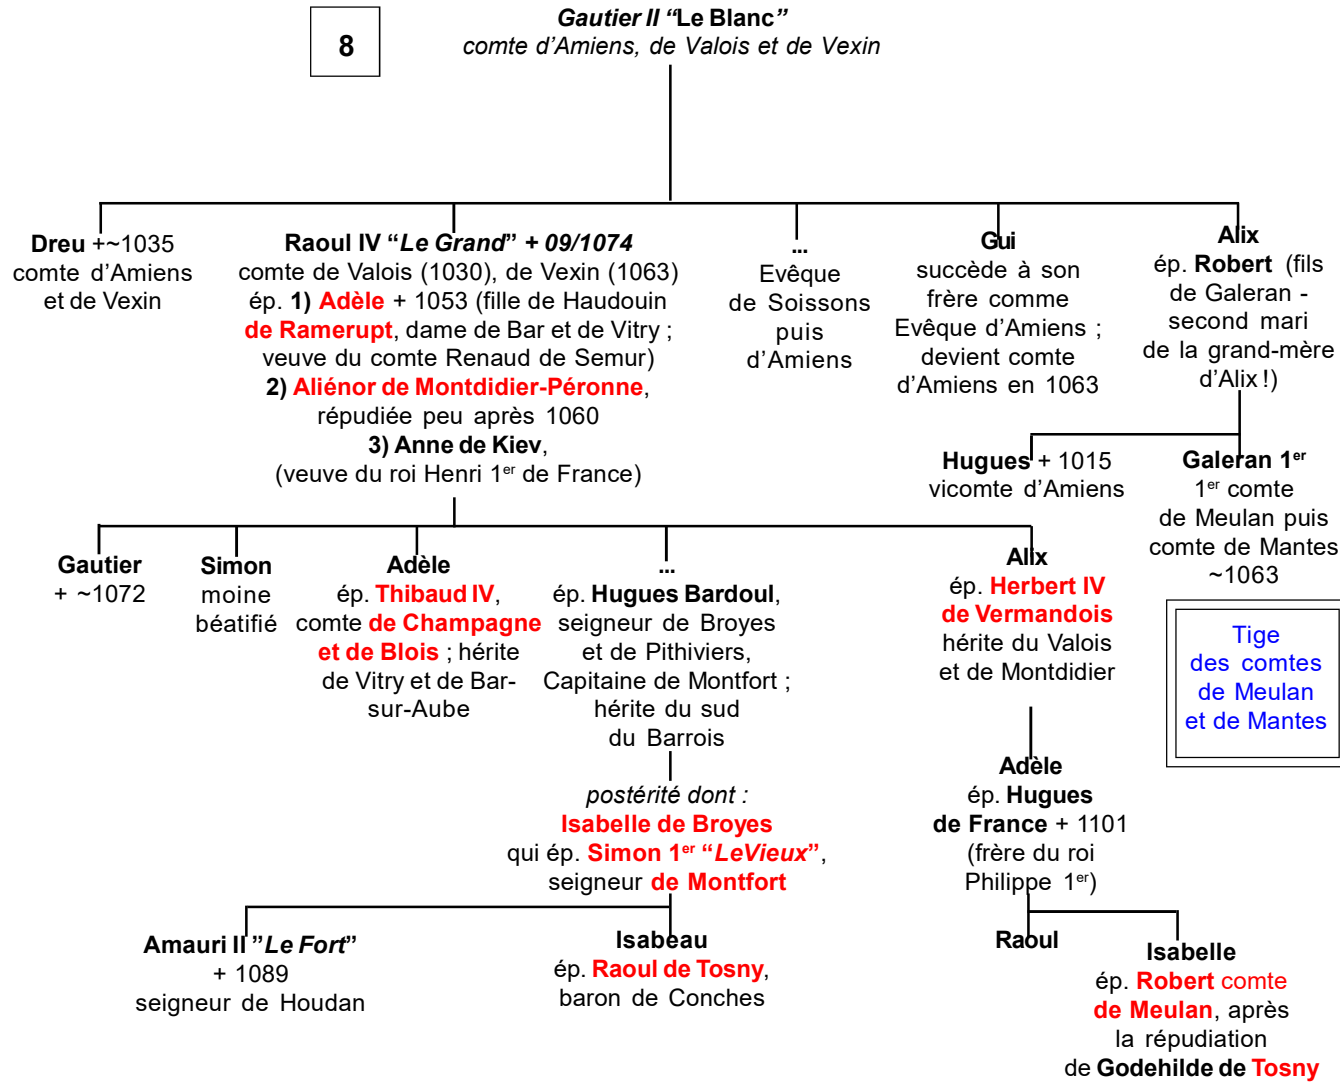 8
Gautier II “Le Blanc”
comte d’Amiens, de Valois et de Vexin
Dreu +~1035
comte d’Amiens
et de Vexin
Raoul IV “Le Grand” + 09/1074
comte de Valois (1030), de Vexin (1063)
ép. 1) Adèle + 1053 (fille de Haudouin
de Ramerupt, dame de Bar et de Vitry ;
veuve du comte Renaud de Semur)
2) Aliénor de Montdidier-Péronne,
répudiée peu après 1060
3) Anne de Kiev,
(veuve du roi Henri 1er de France)
...
Evêque
de Soissons
puis
d’Amiens
Gui
succède à son
frère comme
Evêque d’Amiens ;
devient comte
d’Amiens en 1063
Alix
ép. Robert (fils
de Galeran -
second mari
de la grand-mère
d’Alix !)
Hugues + 1015
vicomte d’Amiens
Galeran 1er
1er comte
de Meulan puis
comte de Mantes
~1063
Gautier
+ ~1072
Simon
moine
béatifié
Adèle
ép. Thibaud IV,
comte de Champagne
et de Blois ; hérite
de Vitry et de Bar-
sur-Aube
...
ép. Hugues Bardoul,
seigneur de Broyes
et de Pithiviers,
Capitaine de Montfort ;
hérite du sud
du Barrois
Alix
ép. Herbert IV
de Vermandois
hérite du Valois
et de Montdidier
Tige
des comtes
de Meulan
et de Mantes
postérité dont :
Isabelle de Broyes
qui ép. Simon 1er “LeVieux”,
seigneur de Montfort
Adèle
ép. Hugues
de France + 1101
(frère du roi
Philippe 1er)
Amauri II ”Le Fort”
+ 1089
seigneur de Houdan
Isabeau
ép. Raoul de Tosny,
baron de Conches
Raoul
Isabelle
ép. Robert comte
de Meulan, après
la répudiation
de Godehilde de Tosny